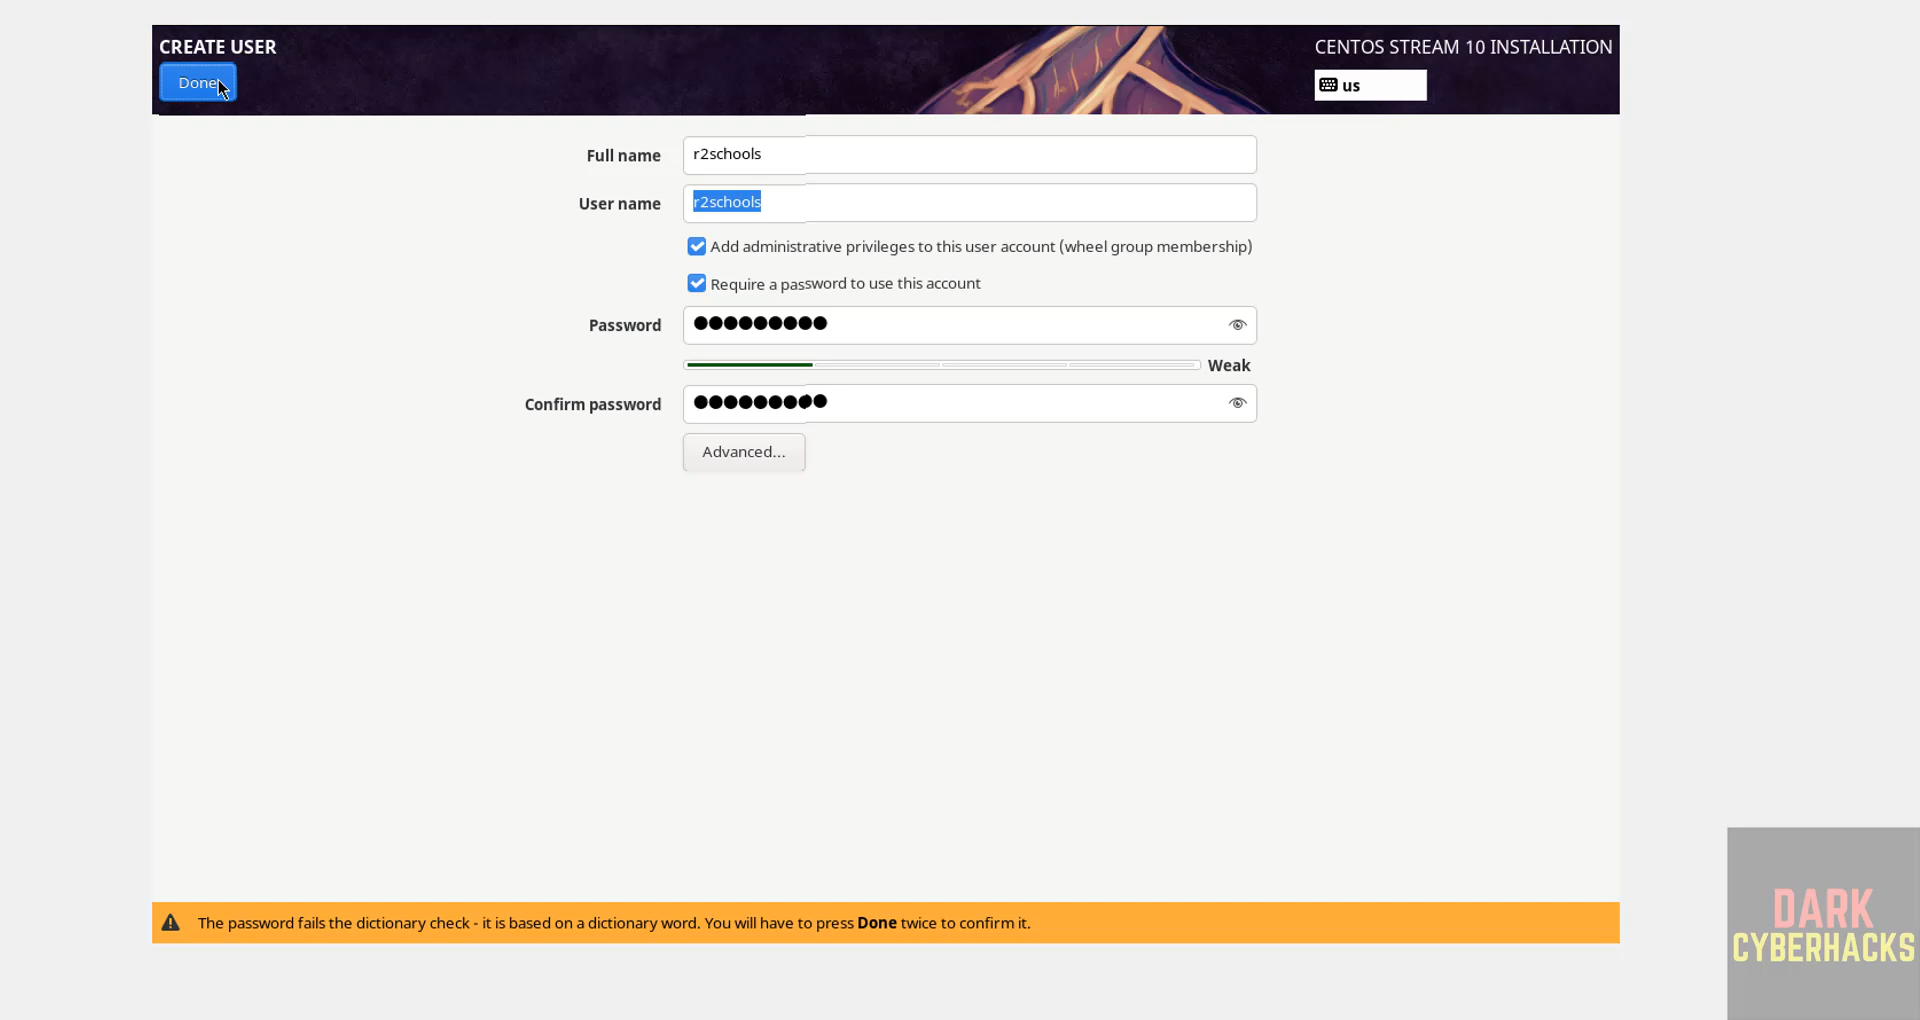 CREATE USER
CENTOS STREAM 10 INSTALLATION
Done
us
Full name
r2schools
User name
r2schools
Add administrative privileges to this user account (wheel group membership)
Require a password to use this account
Password
●●●●●●●●●
Weak
Confirm password
●●●●●●●●●
Advanced...
The password fails the dictionary check - it is based on a dictionary word. You will have to press Done twice to confirm it.
DARK
CYBERHACKS